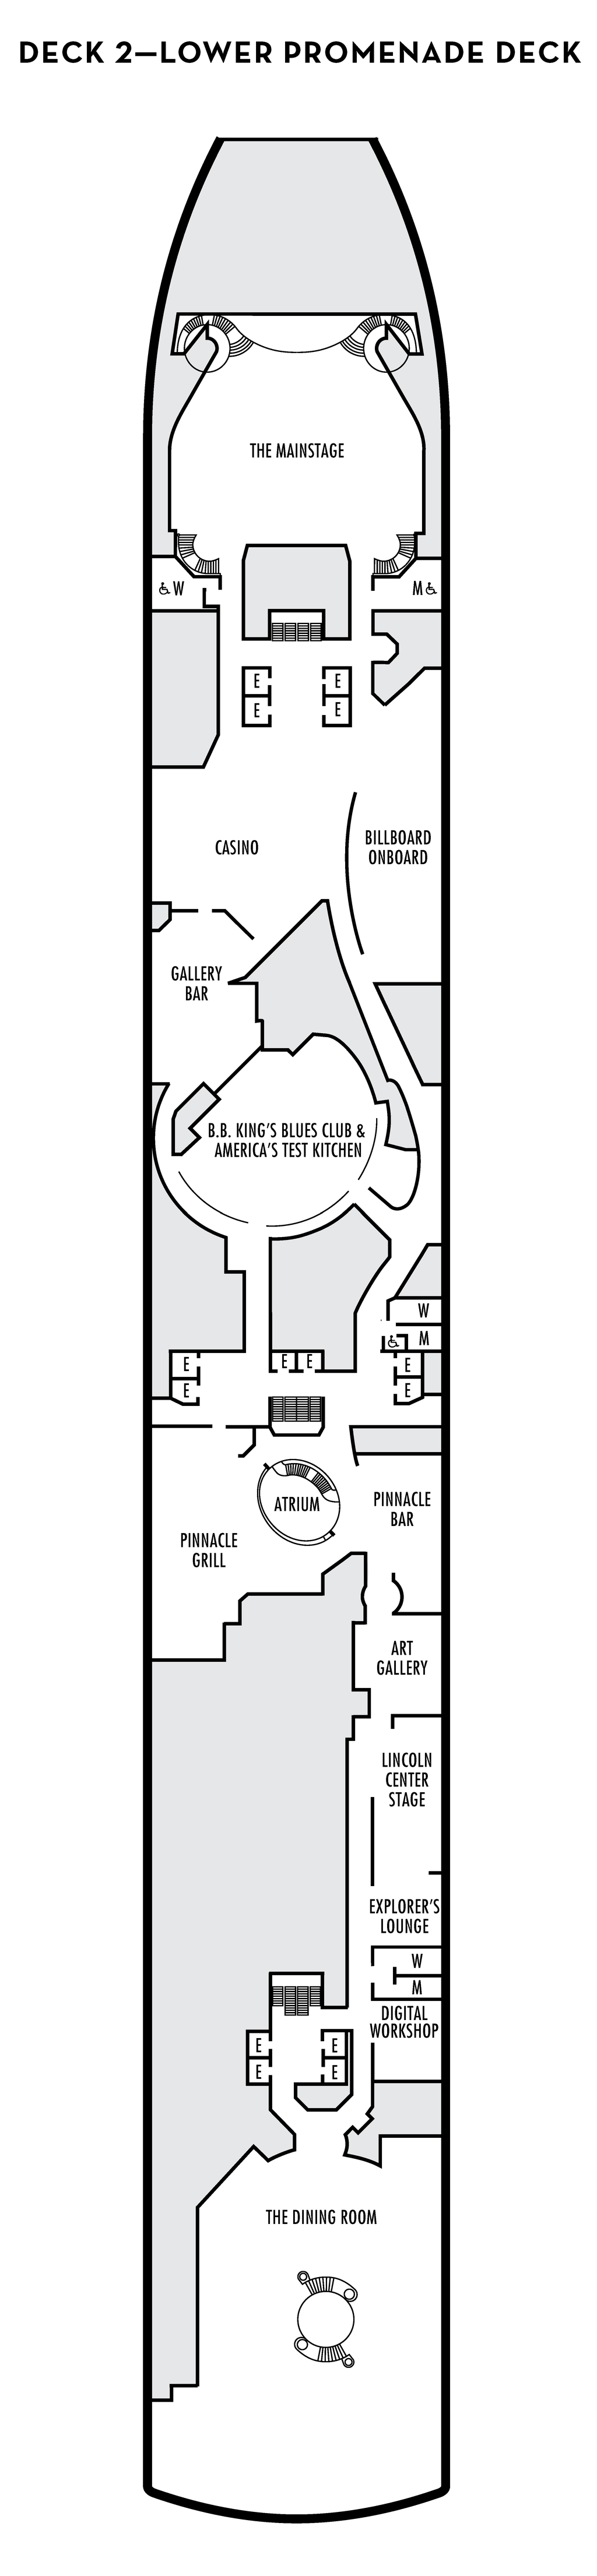 DECK 2—LOWER PROMENADE DECK
THE MAINSTAGE
W
M
E
E
E
E
CASINO
BILLBOARD
ONBOARD
GALLERY
BAR
B.B. KING'S BLUES CLUB &
AMERICA'S TEST KITCHEN
W
M
E
E
E
E
E
E
ATRIUM
PINNACLE
BAR
PINNACLE
GRILL
ART
GALLERY
LINCOLN
CENTER
STAGE
EXPLORER'S
LOUNGE
W
M
DIGITAL
WORKSHOP
E
E
E
E
THE DINING ROOM